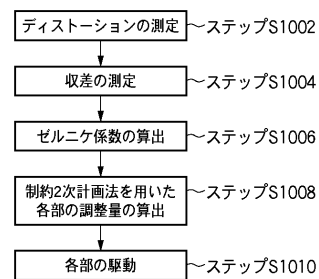 ディストーションの測定
ステップS1002
収差の測定
ステップS1004
ゼルニケ係数の算出
ステップS1006
制約2次計画法を用いた
各部の調整量の算出
ステップS1008
各部の駆動
ステップS1010